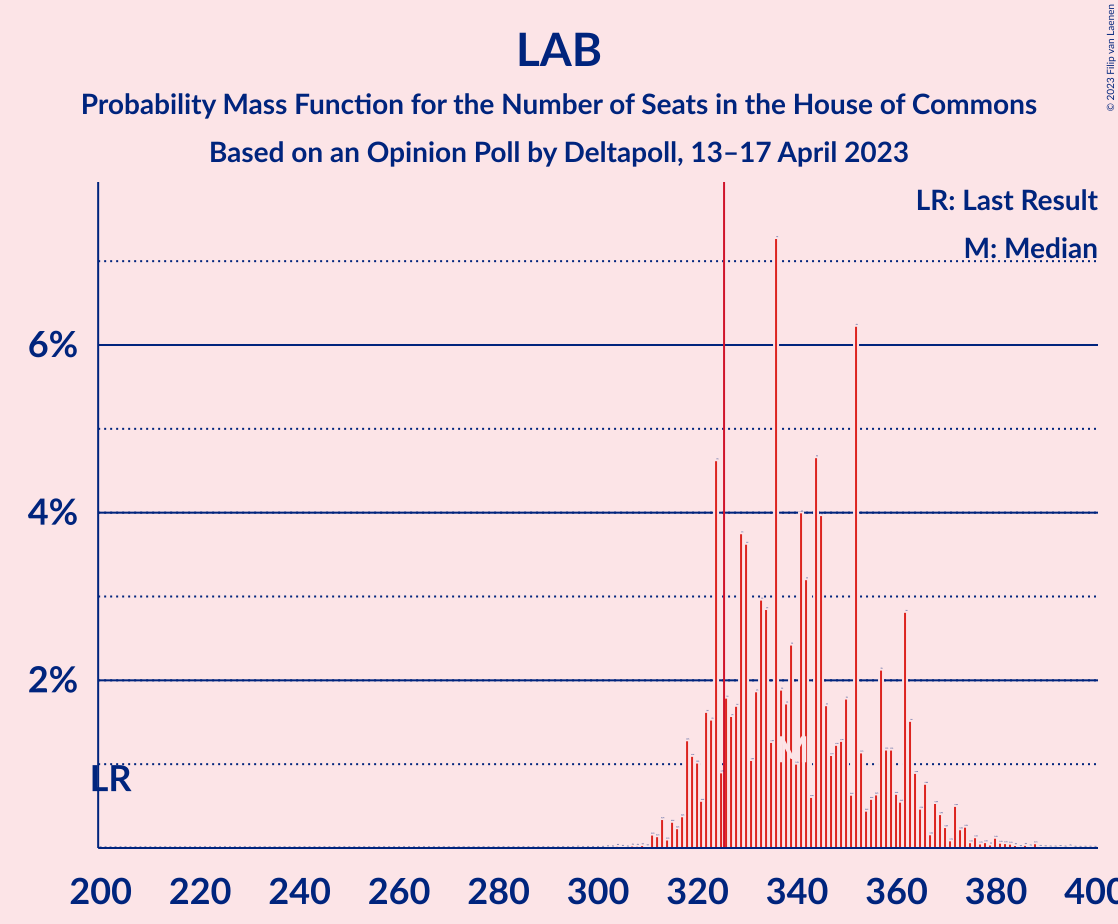 LAB
Probability Mass Function for the Number of Seats in the House of Commons
Based on an Opinion Poll by Deltapoll, 13–17 April 2023
© 2023 Filip van Laenen
LR: Last Result
M: Median
6%
4%
2%
LR
M
200 220 240 260 280 300 320 340 360 380 400